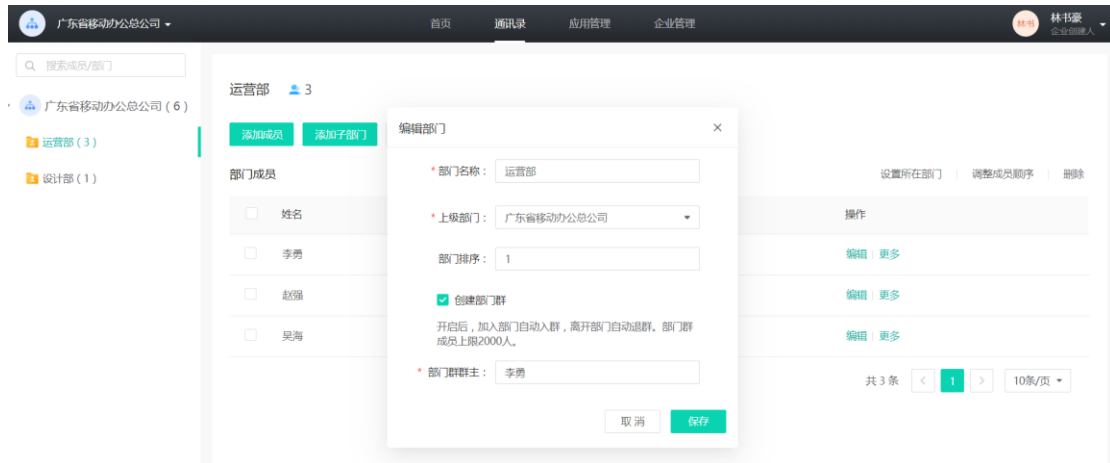 广东省移动办公总公司
首页 通讯录 应用管理 企业管理
林书
林书豪
企业创建人
搜索成员/部门
广东省移动办公总公司 ( 6 )
运营部 ( 3 )
设计部 ( 1 )
运营部 3
添加成员 添加子部门
部门成员
设置所在部门 | 调整成员顺序 | 删除
姓名 操作
李勇 编辑 | 更多
赵强 编辑 | 更多
吴海 编辑 | 更多
共 3 条 < 1 > 10条/页
编辑部门 ×
* 部门名称： 运营部
* 上级部门： 广东省移动办公总公司
部门排序： 1
创建部门群
开启后，加入部门自动入群，离开部门自动退群。部门群
成员上限2000人。
* 部门群群主： 李勇
取 消 保存